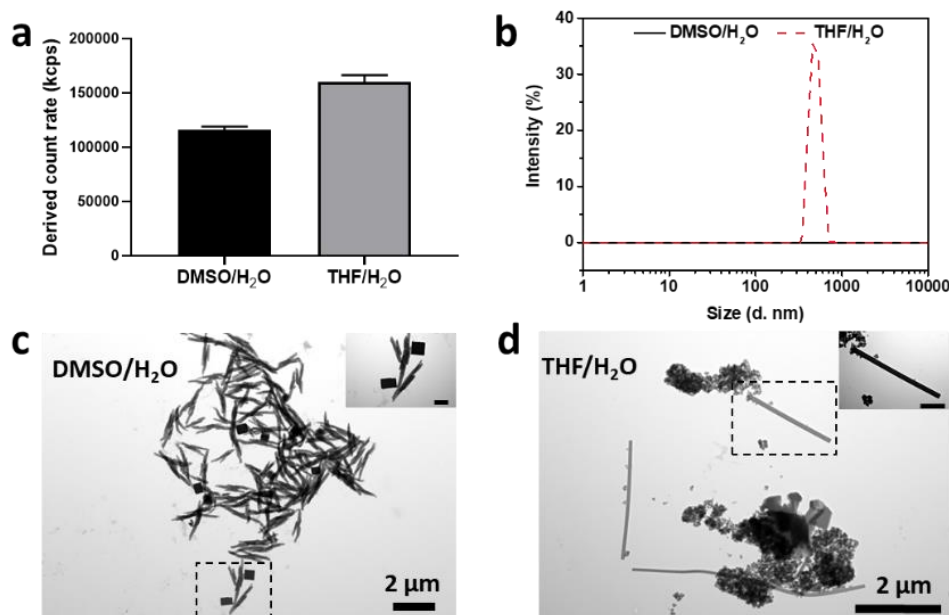 a
Derived count rate (kcps)
200000
150000
100000
50000
0
DMSO/H₂O
THF/H₂O
b
DMSO/H₂O
THF/H₂O
Intensity (%)
40
30
20
10
0
1
10
100
1000
10000
Size (d. nm)
c
DMSO/H₂O
2 μm
d
THF/H₂O
2 μm